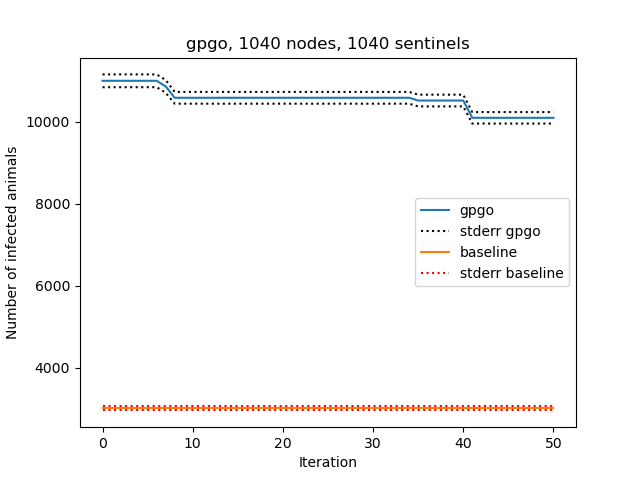 gpgo, 1040 nodes, 1040 sentinels
Number of infected animals
10000
8000
6000
4000
gpgo
stderr gpgo
baseline
stderr baseline
0 10 20 30 40 50
Iteration